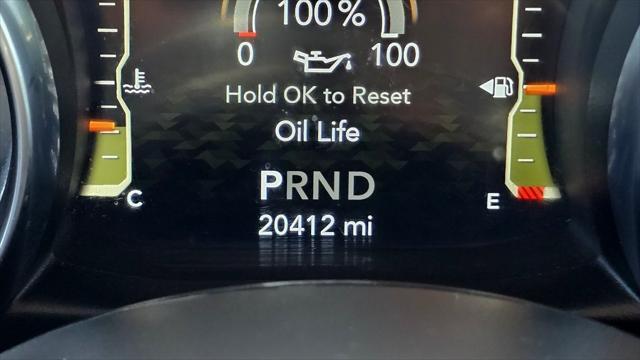 100 %
0 100
Hold OK to Reset
Oil Life
PRND
C E
20412 mi